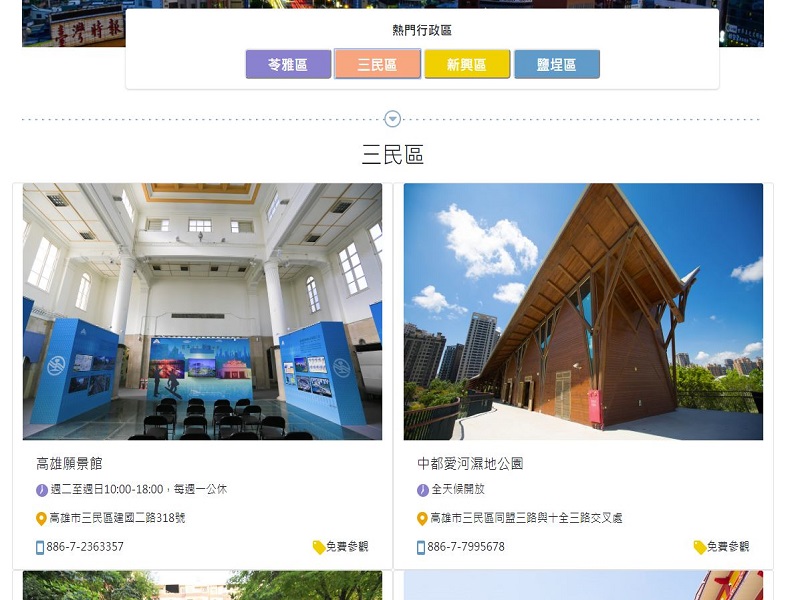 臺灣時報
熱門行政區
苓雅區
三民區
新興區
鹽埕區
三民區
高雄願景館
週二至週日10:00-18:00，每週一公休
高雄市三民區建國二路318號
886-7-2363357
免費參觀
中都愛河濕地公園
全天候開放
高雄市三民區同盟三路與十全三路交叉處
886-7-7995678
免費參觀